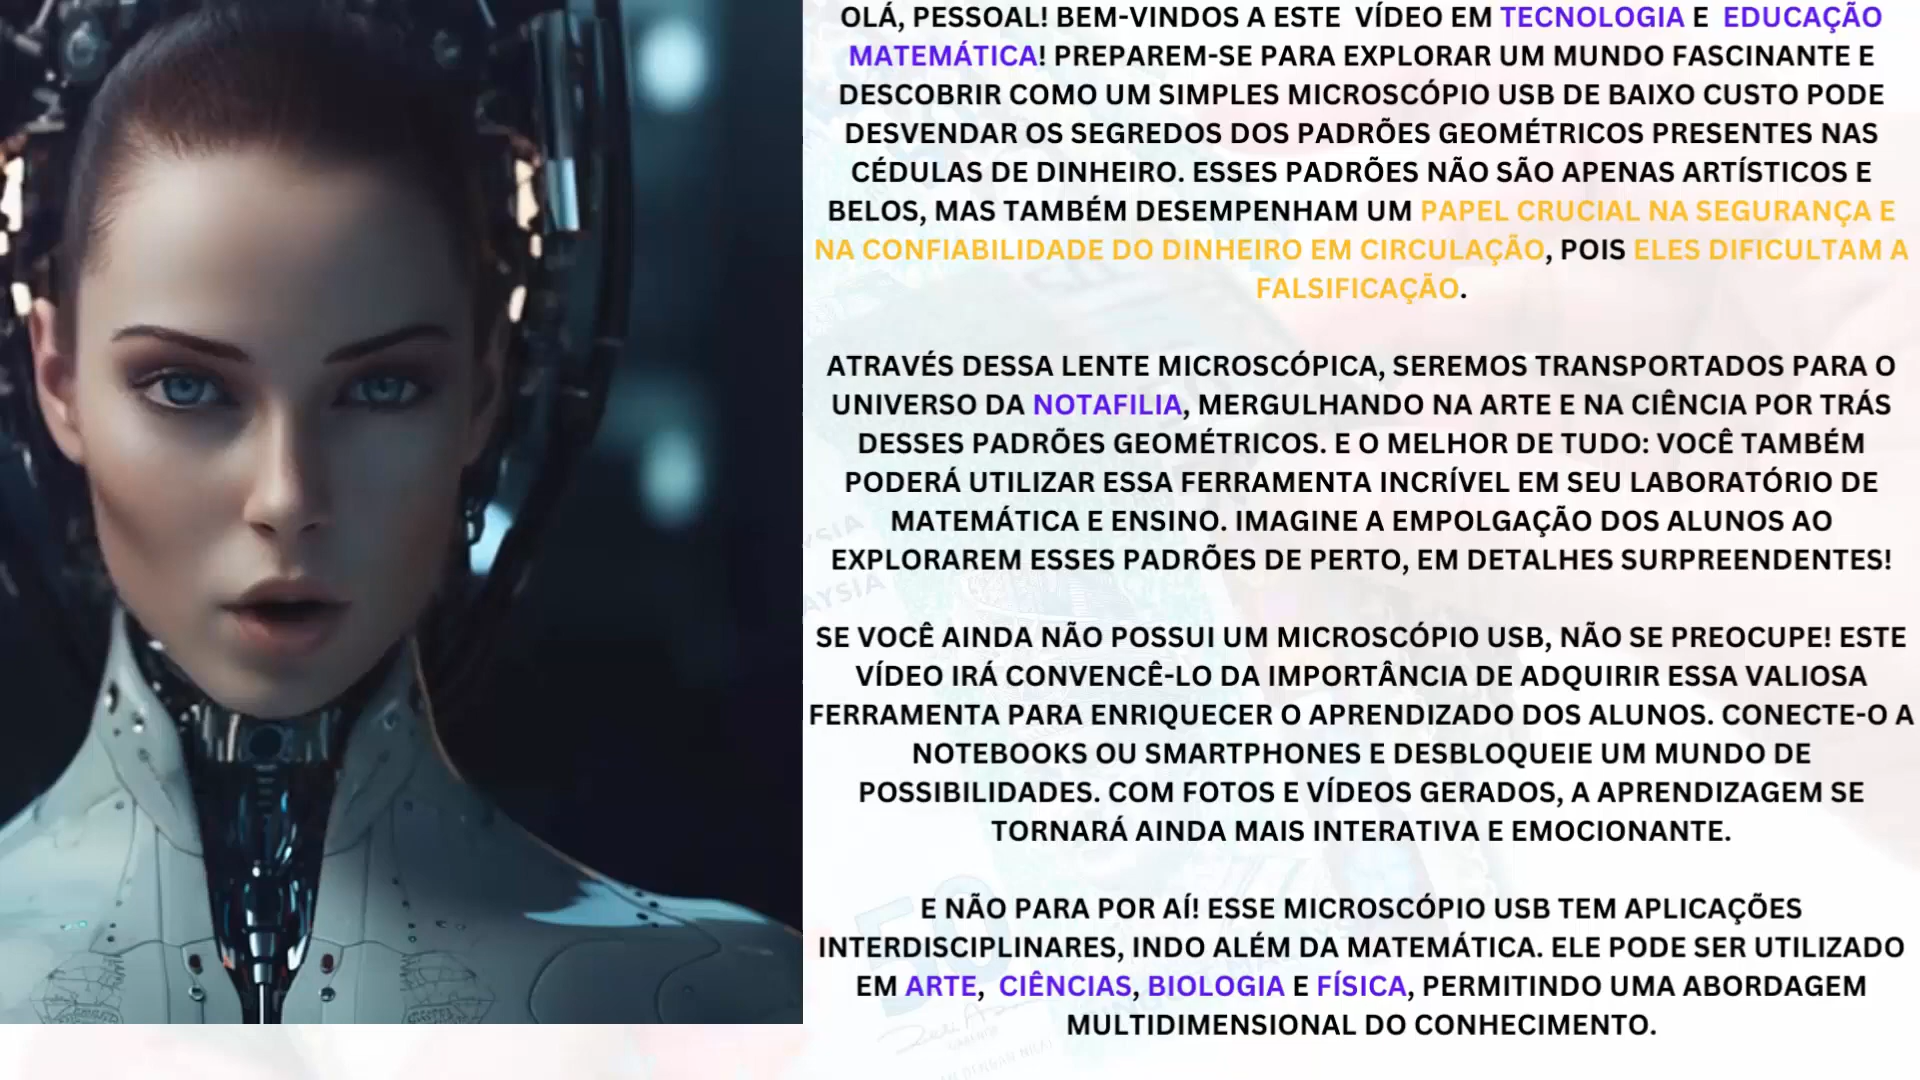 OLÁ, PESSOAL! BEM-VINDOS A ESTE VÍDEO EM TECNOLOGIA E EDUCAÇÃO
MATEMÁTICA! PREPAREM-SE PARA EXPLORAR UM MUNDO FASCINANTE E
DESCOBRIR COMO UM SIMPLES MICROSCÓPIO USB DE BAIXO CUSTO PODE
DESVENDAR OS SEGREDOS DOS PADRÕES GEOMÉTRICOS PRESENTES NAS
CÉDULAS DE DINHEIRO. ESSES PADRÕES NÃO SÃO APENAS ARTÍSTICOS E
BELOS, MAS TAMBÉM DESEMPENHAM UM PAPEL CRUCIAL NA SEGURANÇA E
NA CONFIABILIDADE DO DINHEIRO EM CIRCULAÇÃO, POIS ELES DIFICULTAM A
FALSIFICAÇÃO.
ATRAVÉS DESSA LENTE MICROSCÓPICA, SEREMOS TRANSPORTADOS PARA O
UNIVERSO DA NOTAFILIA, MERGULHANDO NA ARTE E NA CIÊNCIA POR TRÁS
DESSES PADRÕES GEOMÉTRICOS. E O MELHOR DE TUDO: VOCÊ TAMBÉM
PODERÁ UTILIZAR ESSA FERRAMENTA INCRÍVEL EM SEU LABORATÓRIO DE
MATEMÁTICA E ENSINO. IMAGINE A EMPOLGAÇÃO DOS ALUNOS AO
EXPLORAREM ESSES PADRÕES DE PERTO, EM DETALHES SURPREENDENTES!
SE VOCÊ AINDA NÃO POSSUI UM MICROSCÓPIO USB, NÃO SE PREOCUPE! ESTE
VÍDEO IRÁ CONVENCÊ-LO DA IMPORTÂNCIA DE ADQUIRIR ESSA VALIOSA
FERRAMENTA PARA ENRIQUECER O APRENDIZADO DOS ALUNOS. CONECTE-O A
NOTEBOOKS OU SMARTPHONES E DESBLOQUEIE UM MUNDO DE
POSSIBILIDADES. COM FOTOS E VÍDEOS GERADOS, A APRENDIZAGEM SE
TORNARÁ AINDA MAIS INTERATIVA E EMOCIONANTE.
E NÃO PARA POR AÍ! ESSE MICROSCÓPIO USB TEM APLICAÇÕES
INTERDISCIPLINARES, INDO ALÉM DA MATEMÁTICA. ELE PODE SER UTILIZADO
EM ARTE, CIÊNCIAS, BIOLOGIA E FÍSICA, PERMITINDO UMA ABORDAGEM
MULTIDIMENSIONAL DO CONHECIMENTO.
50